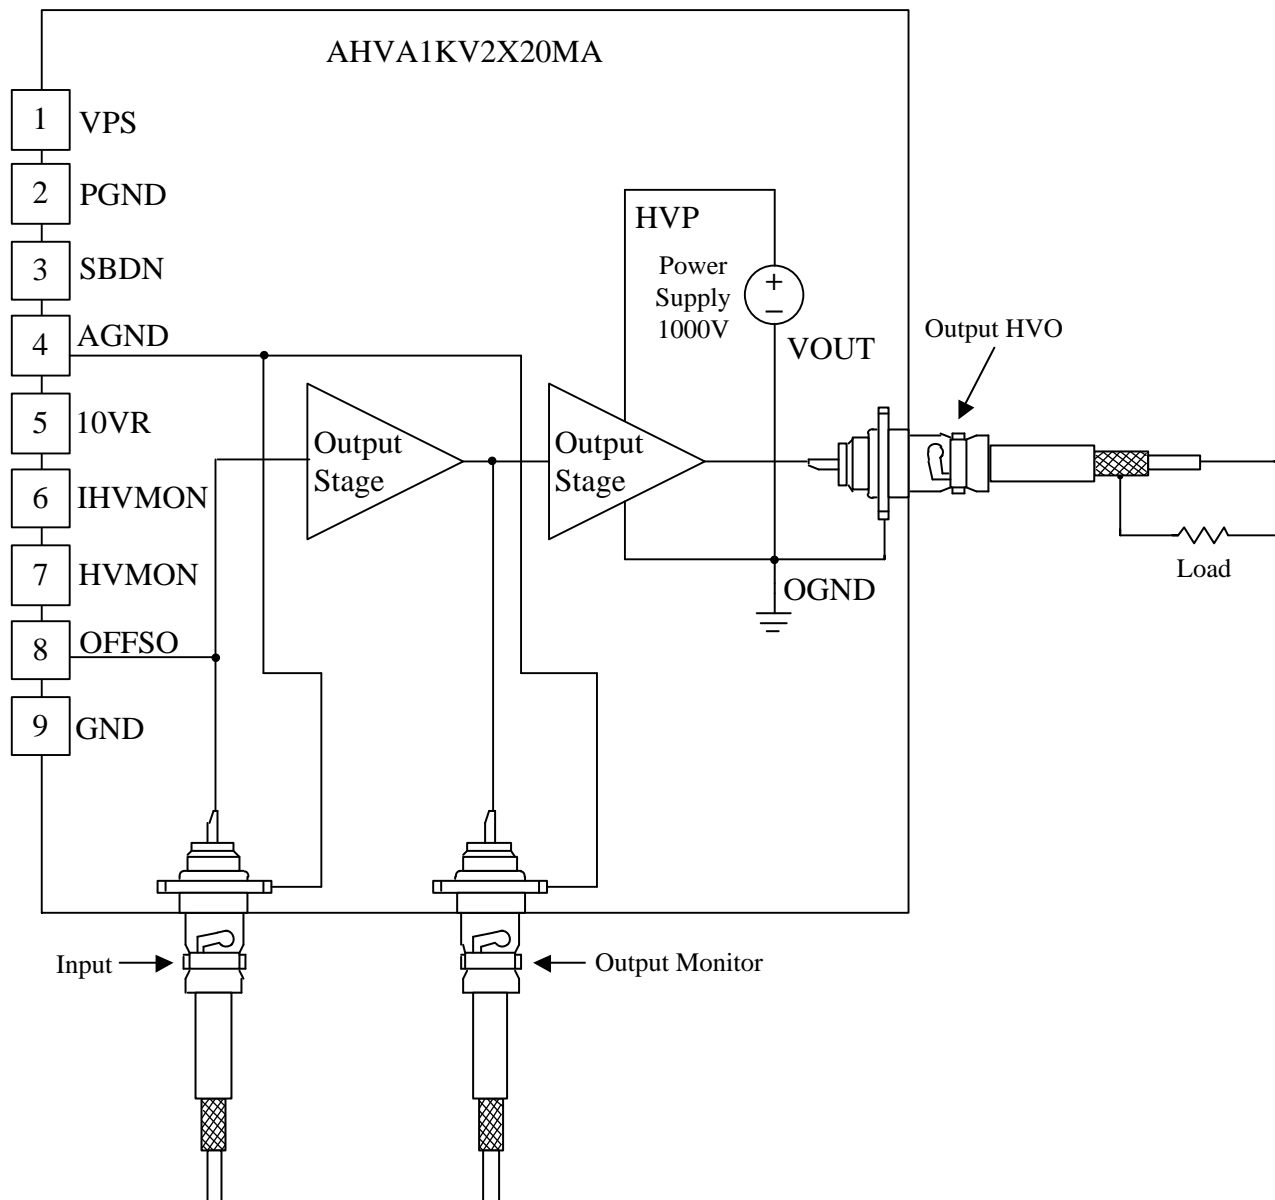 AHVA1KV2X20MA
1 VPS
2 PGND
3 SBDN
4 AGND
5 10VR
6 IHVMON
7 HVMON
8 OFFSO
9 GND
Output
Stage
Output
Stage
HVP
Power
Supply
1000V
+
−
VOUT
OGND
Output HVO
Load
Input
Output Monitor